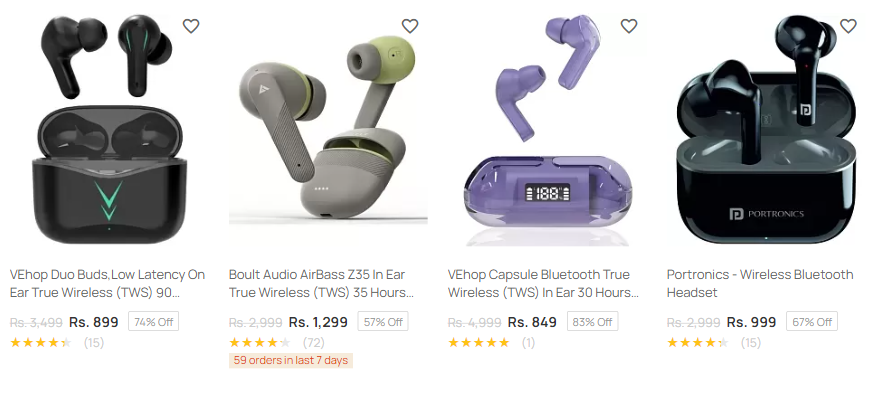 188
PORTRONICS
VEhop Duo Buds,Low Latency On
Ear True Wireless (TWS) 90...
Rs. 3,499 Rs. 899 74% Off
(15)
Boult Audio AirBass Z35 In Ear
True Wireless (TWS) 35 Hours...
Rs. 2,999 Rs. 1,299 57% Off
(72)
59 orders in last 7 days
VEhop Capsule Bluetooth True
Wireless (TWS) In Ear 30 Hours...
Rs. 4,999 Rs. 849 83% Off
(1)
Portronics - Wireless Bluetooth
Headset
Rs. 2,999 Rs. 999 67% Off
(15)